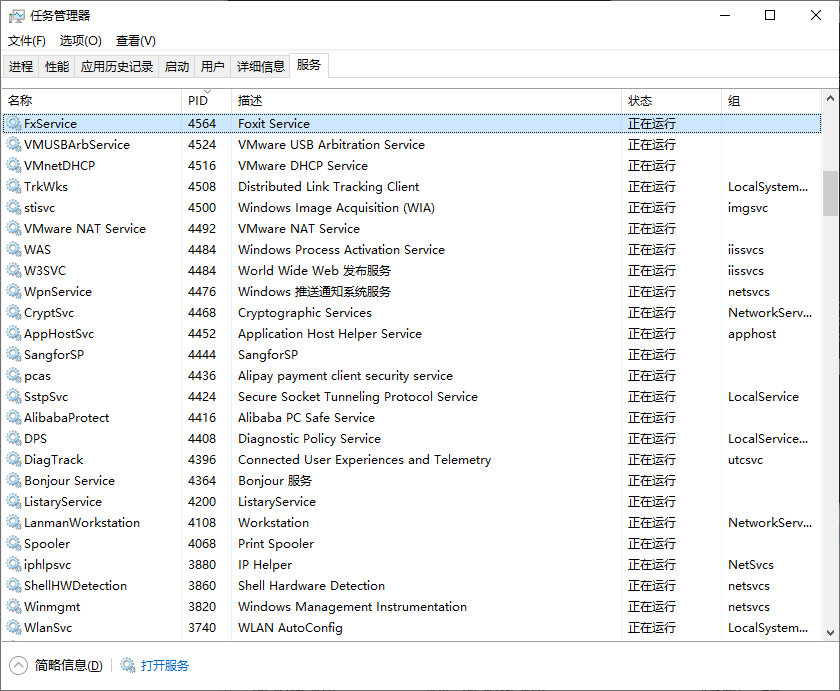 任务管理器
文件(F) 选项(O) 查看(V)
进程 性能 应用历史记录 启动 用户 详细信息 服务
名称 PID 描述 状态 组
FxService 4564 Foxit Service 正在运行
VMUSBArbService 4524 VMware USB Arbitration Service 正在运行
VMnetDHCP 4516 VMware DHCP Service 正在运行
TrkWks 4508 Distributed Link Tracking Client 正在运行 LocalSystem...
stisvc 4500 Windows Image Acquisition (WIA) 正在运行 imgsvc
VMware NAT Service 4492 VMware NAT Service 正在运行
WAS 4484 Windows Process Activation Service 正在运行 iissvcs
W3SVC 4484 World Wide Web 发布服务 正在运行 iissvcs
WpnService 4476 Windows 推送通知系统服务 正在运行 netsvcs
CryptSvc 4468 Cryptographic Services 正在运行 NetworkServ...
AppHostSvc 4452 Application Host Helper Service 正在运行 apphost
SangforSP 4444 SangforSP 正在运行
pcas 4436 Alipay payment client security service 正在运行
SstpSvc 4424 Secure Socket Tunneling Protocol Service 正在运行 LocalService
AlibabaProtect 4416 Alibaba PC Safe Service 正在运行
DPS 4408 Diagnostic Policy Service 正在运行 LocalService...
DiagTrack 4396 Connected User Experiences and Telemetry 正在运行 utcsvc
Bonjour Service 4364 Bonjour 服务 正在运行
ListaryService 4200 ListaryService 正在运行
LanmanWorkstation 4108 Workstation 正在运行 NetworkServ...
Spooler 4068 Print Spooler 正在运行
iphlpsvc 3880 IP Helper 正在运行 NetSvcs
ShellHWDetection 3860 Shell Hardware Detection 正在运行 netsvcs
Winmgmt 3820 Windows Management Instrumentation 正在运行 netsvcs
WlanSvc 3740 WLAN AutoConfig 正在运行 LocalSystem...
简略信息(D) 打开服务